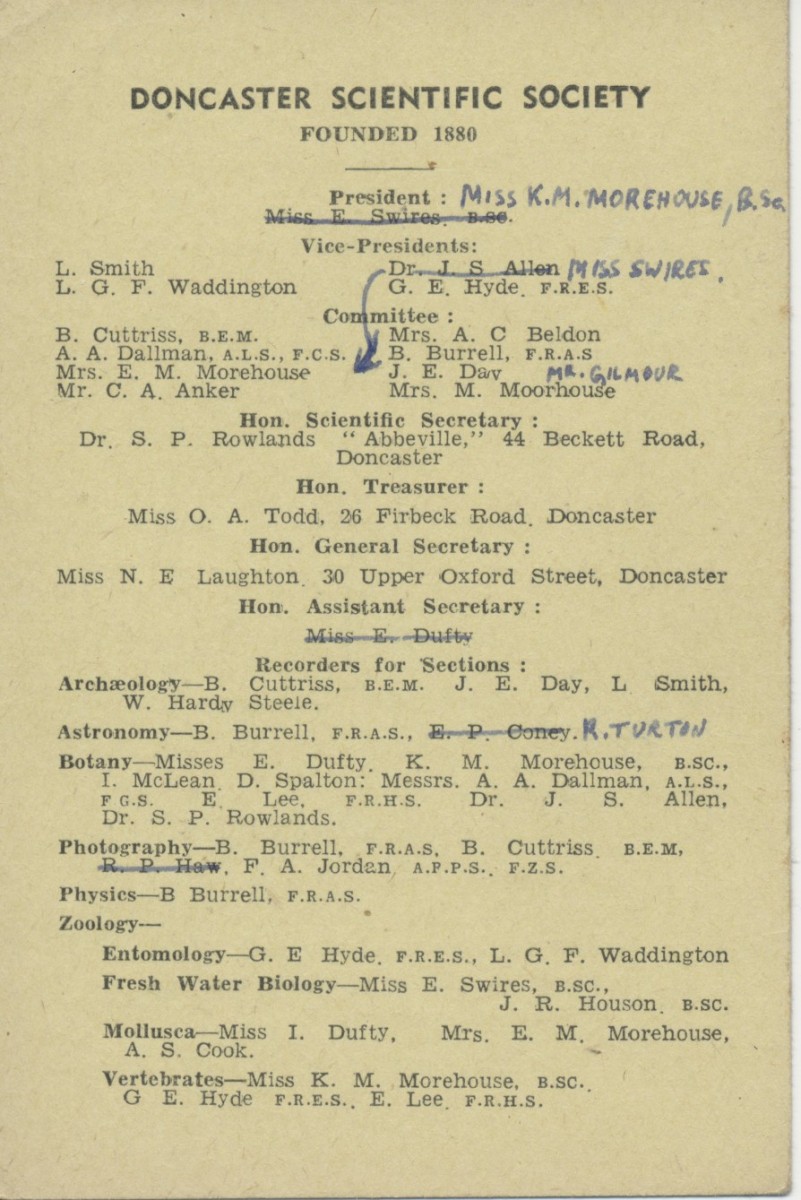 DONCASTER SCIENTIFIC SOCIETY
FOUNDED 1880
President : MISS K.M. MOREHOUSE, B.Sc.
Miss E. Swires. B.Sc.
Vice-Presidents:
L. Smith Dr. J. S Allen MISS SWIRES.
L. G. F. Waddington G. E. Hyde. F.R.E.S.
Committee :
B. Cuttriss, B.E.M. Mrs. A. C Beldon
A. A. Dallman, A.L.S., F.C.S. B. Burrell, F.R.A.S
Mrs. E. M. Morehouse J. E. Day MR. GILMOUR
Mr. C. A. Anker Mrs. M. Moorhouse
Hon. Scientific Secretary :
Dr. S. P. Rowlands "Abbeville," 44 Beckett Road,
Doncaster
Hon. Treasurer :
Miss O. A. Todd, 26 Firbeck Road. Doncaster
Hon. General Secretary :
Miss N. E Laughton. 30 Upper Oxford Street, Doncaster
Hon. Assistant Secretary :
Miss E. Dufty
Recorders for Sections :
Archæology—B. Cuttriss, B.E.M. J. E. Day, L Smith,
W. Hardy Steele.
Astronomy—B. Burrell, F.R.A.S., E. P. Coney. R. TURTON
Botany—Misses E. Dufty. K. M. Morehouse, B.SC.,
I. McLean. D. Spalton: Messrs. A. A. Dallman, A.L.S.,
F G.S. E. Lee, F.R.H.S. Dr. J. S. Allen,
Dr. S. P. Rowlands.
Photography—B. Burrell, F.R.A.S, B. Cuttriss. B.E.M,
R. P. Haw, F. A. Jordan, A.P.P.S., F.Z.S.
Physics—B Burrell, F.R.A.S.
Zoology—
Entomology—G. E Hyde. F.R.E.S., L. G. F. Waddington
Fresh Water Biology—Miss E. Swires, B.SC.,
J. R. Houson. B.SC.
Mollusca—Miss I. Dufty, Mrs. E. M. Morehouse,
A. S. Cook.
Vertebrates—Miss K. M. Morehouse, B.SC.,
G E. Hyde F.R.E.S., E. Lee. F.R.H.S.